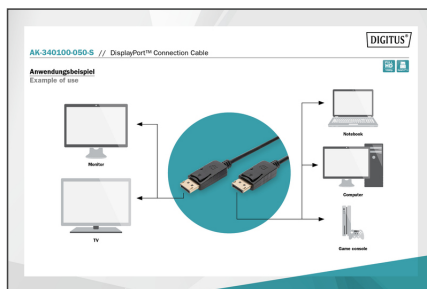 DIGITUS®
AK-340100-050-S // DisplayPort™ Connection Cable
Anwendungsbeispiel
Example of use
Monitor
TV
Notebook
Computer
Game console